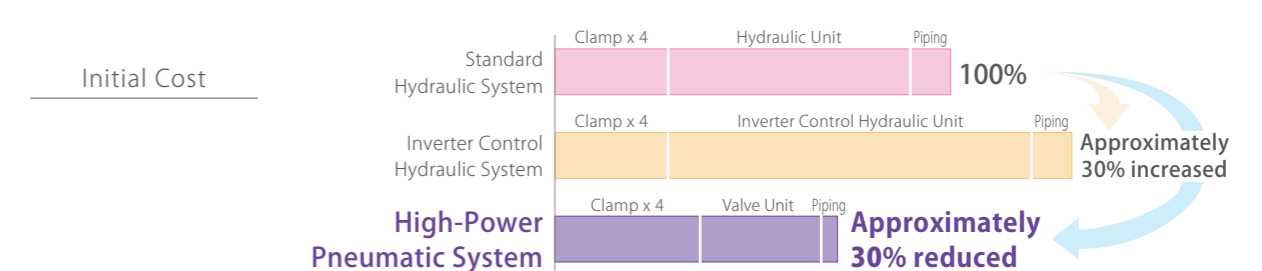 Initial Cost
Clamp x 4 Hydraulic Unit Piping
Standard
Hydraulic System
100%
Clamp x 4 Inverter Control Hydraulic Unit Piping
Inverter Control
Hydraulic System
Approximately
30% increased
Clamp x 4 Valve Unit Piping
High-Power
Pneumatic System
Approximately
30% reduced